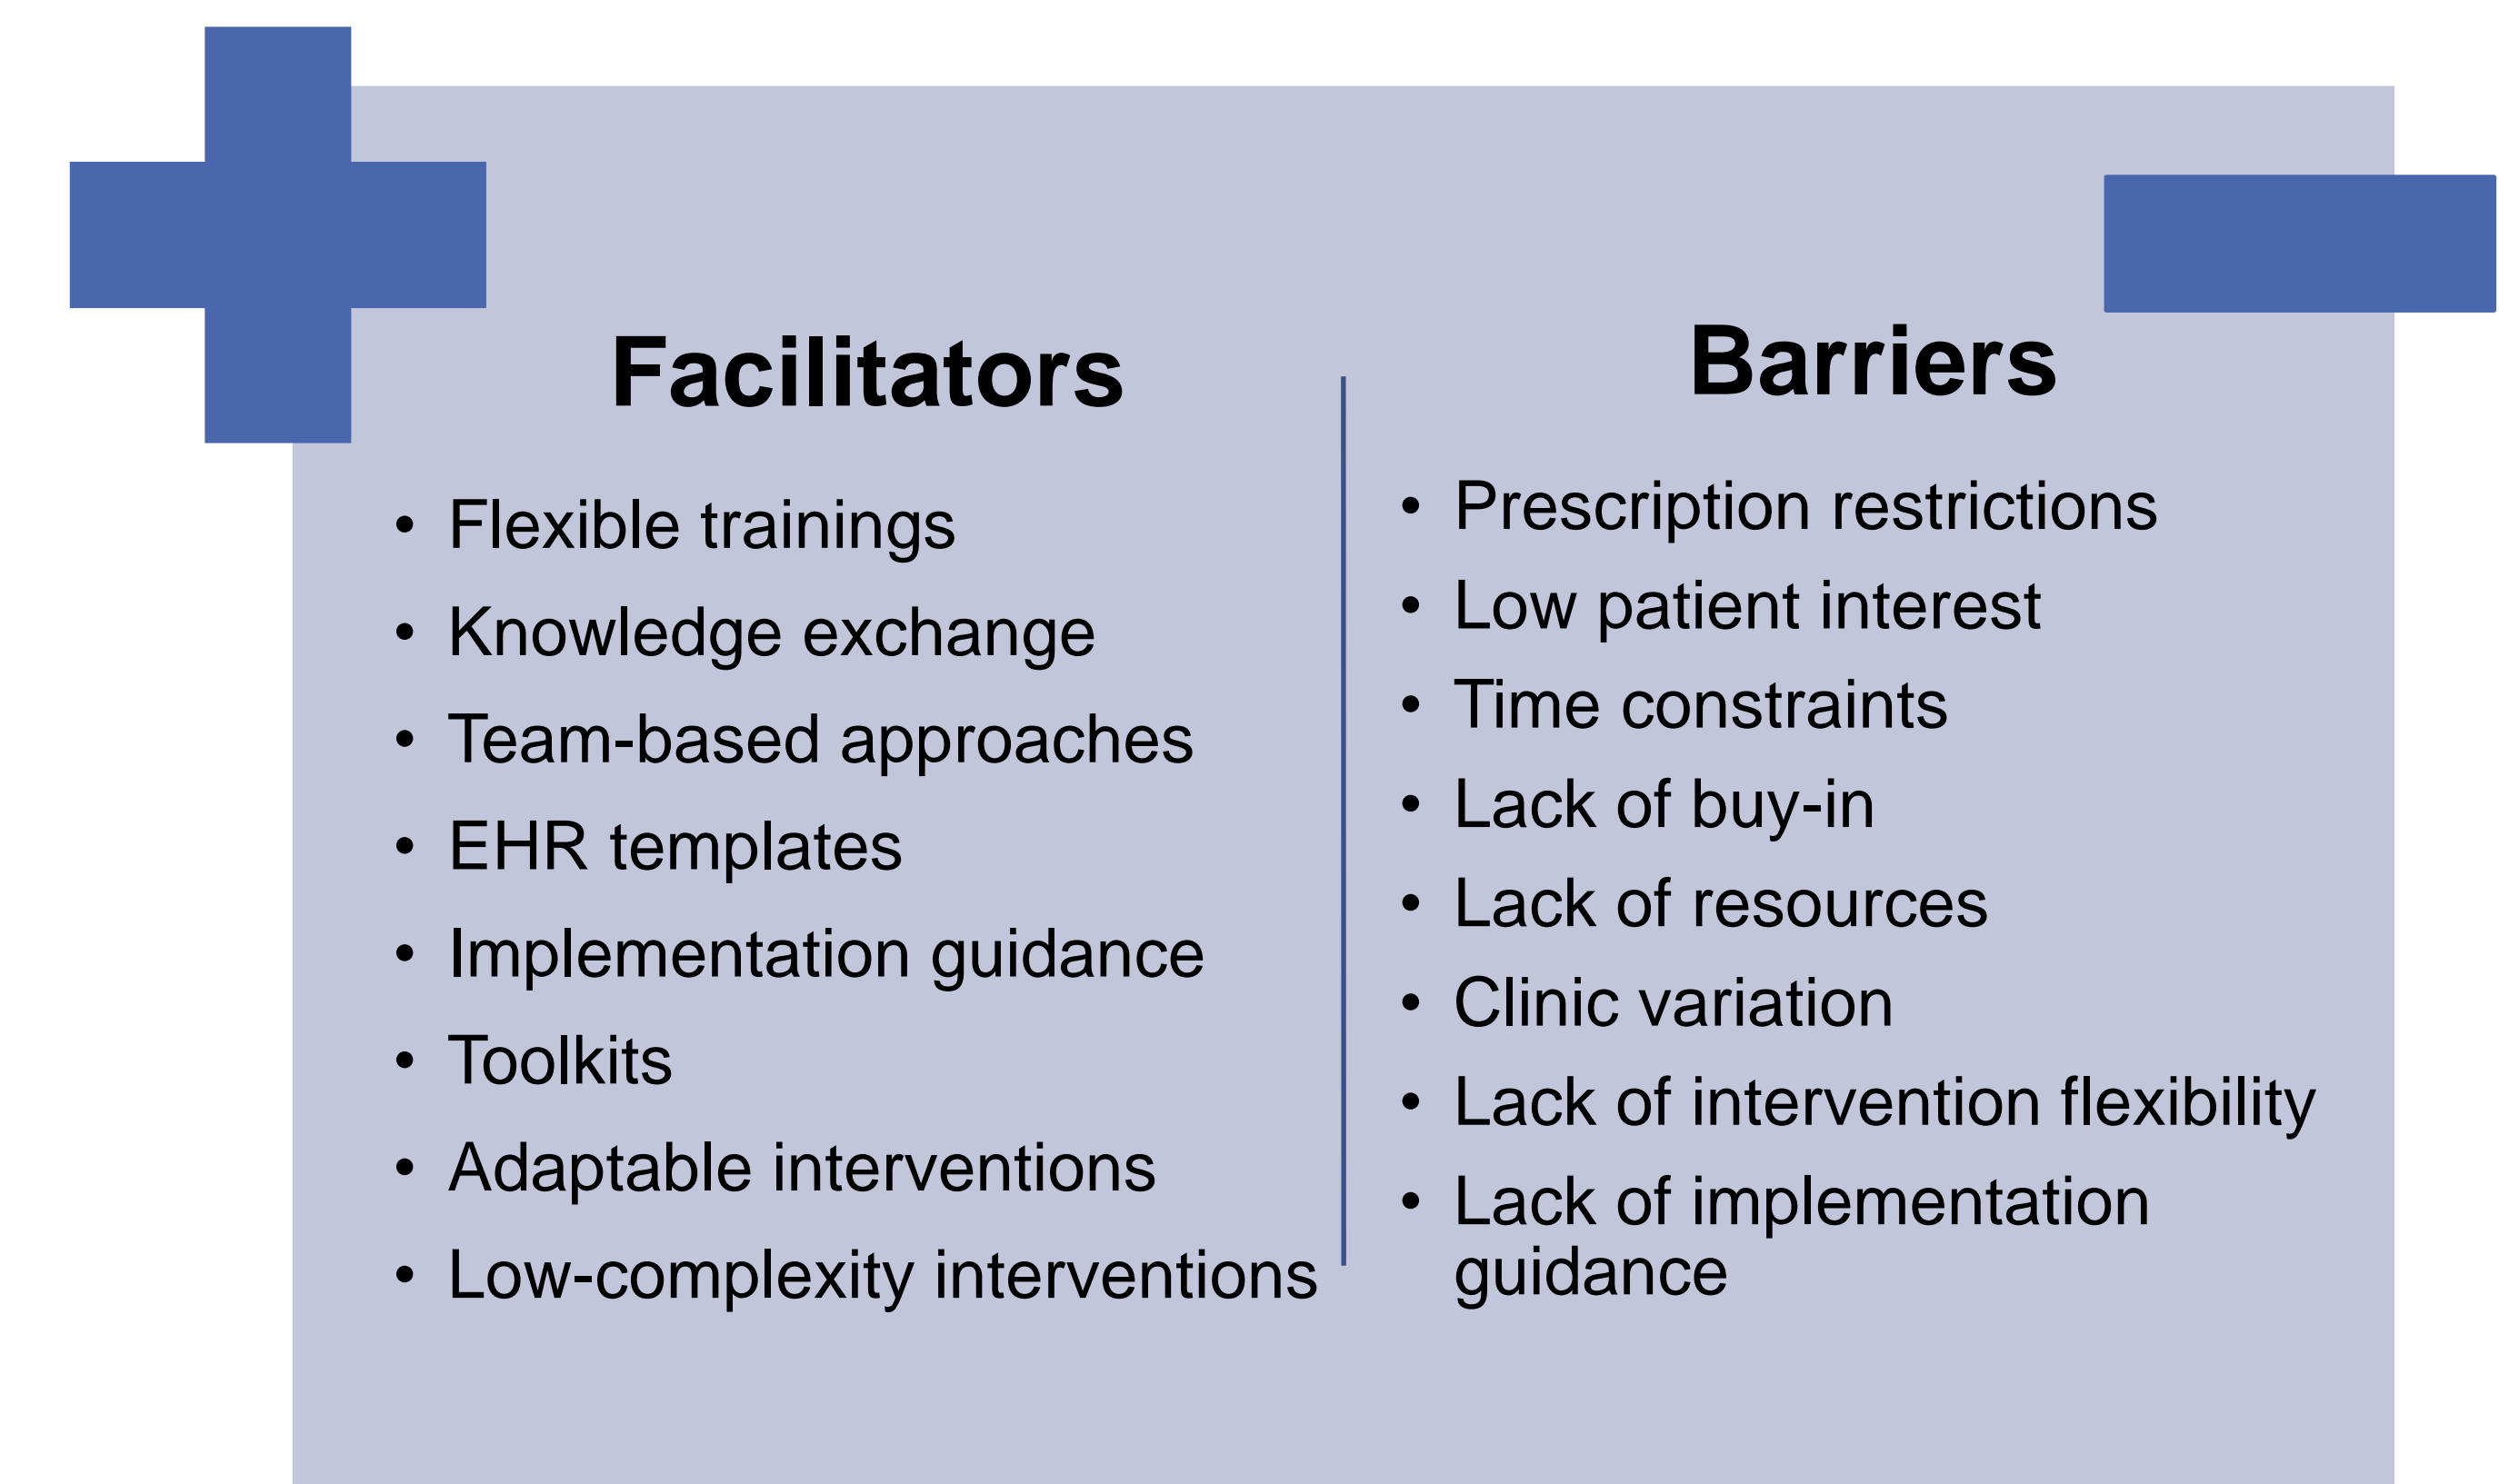 Facilitators
• Flexible trainings
• Knowledge exchange
• Team-based approaches
• EHR templates
• Implementation guidance
• Toolkits
• Adaptable interventions
• Low-complexity interventions
Barriers
• Prescription restrictions
• Low patient interest
• Time constraints
• Lack of buy-in
• Lack of resources
• Clinic variation
• Lack of intervention flexibility
• Lack of implementation
guidance